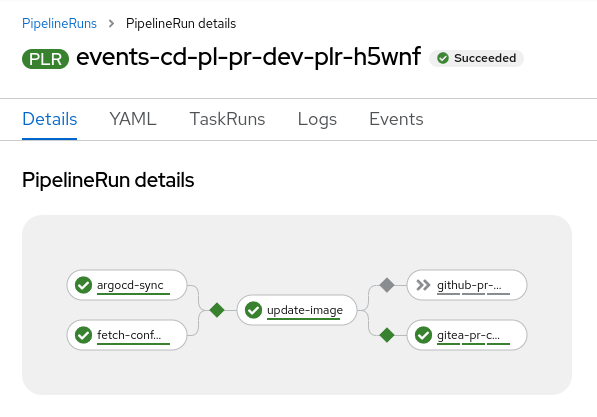 PipelineRuns > PipelineRun details
PLR events-cd-pl-pr-dev-plr-h5wnf Succeeded
Details YAML TaskRuns Logs Events
PipelineRun details
argocd-sync
fetch-conf...
update-image
github-pr-...
gitea-pr-c...